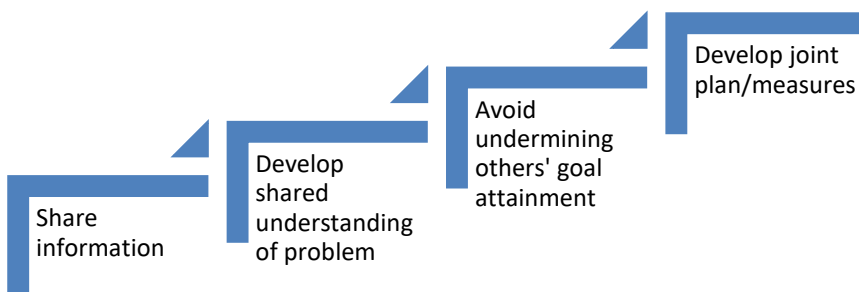 Share
information
Develop
shared
understanding
of problem
Avoid
undermining
others' goal
attainment
Develop joint
plan/measures